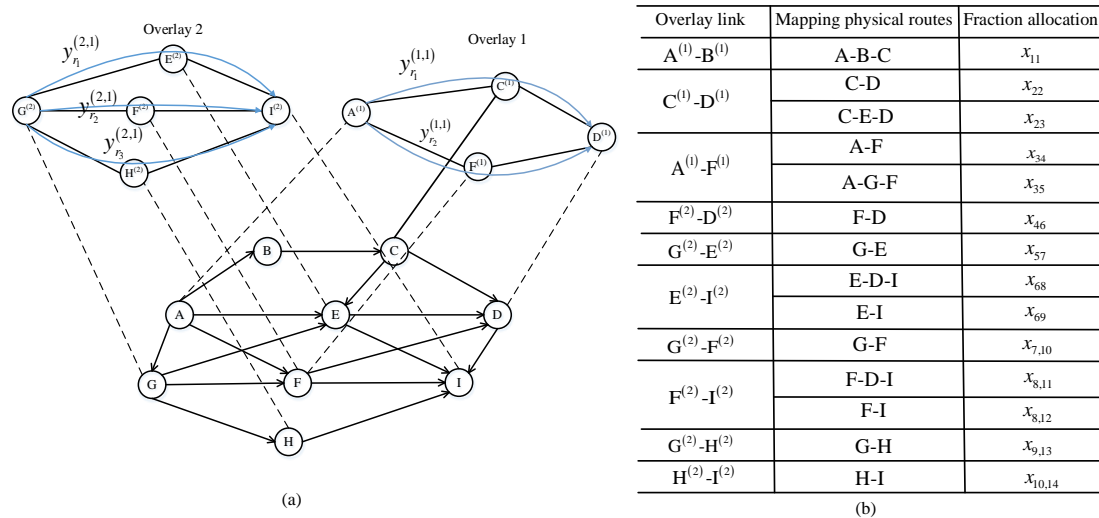 Overlay 2
Overlay 1
y_{r_1}^{(2,1)}
E^{(2)}
y_{r_1}^{(1,1)}
C^{(1)}
G^{(2)}
y_{r_2}^{(2,1)}
F^{(2)}
I^{(2)}
A^{(1)}
y_{r_2}^{(1,1)}
D^{(1)}
y_{r_3}^{(2,1)}
H^{(2)}
F^{(1)}
B
C
A
E
D
G
F
I
H
(a)
Overlay link Mapping physical routes Fraction allocation
A^{(1)}-B^{(1)} A-B-C x_{11}
C^{(1)}-D^{(1)} C-D x_{22}
C-E-D x_{23}
A^{(1)}-F^{(1)} A-F x_{34}
A-G-F x_{35}
F^{(2)}-D^{(2)} F-D x_{46}
G^{(2)}-E^{(2)} G-E x_{57}
E^{(2)}-I^{(2)} E-D-I x_{68}
E-I x_{69}
G^{(2)}-F^{(2)} G-F x_{7,10}
F^{(2)}-I^{(2)} F-D-I x_{8,11}
F-I x_{8,12}
G^{(2)}-H^{(2)} G-H x_{9,13}
H^{(2)}-I^{(2)} H-I x_{10,14}
(b)